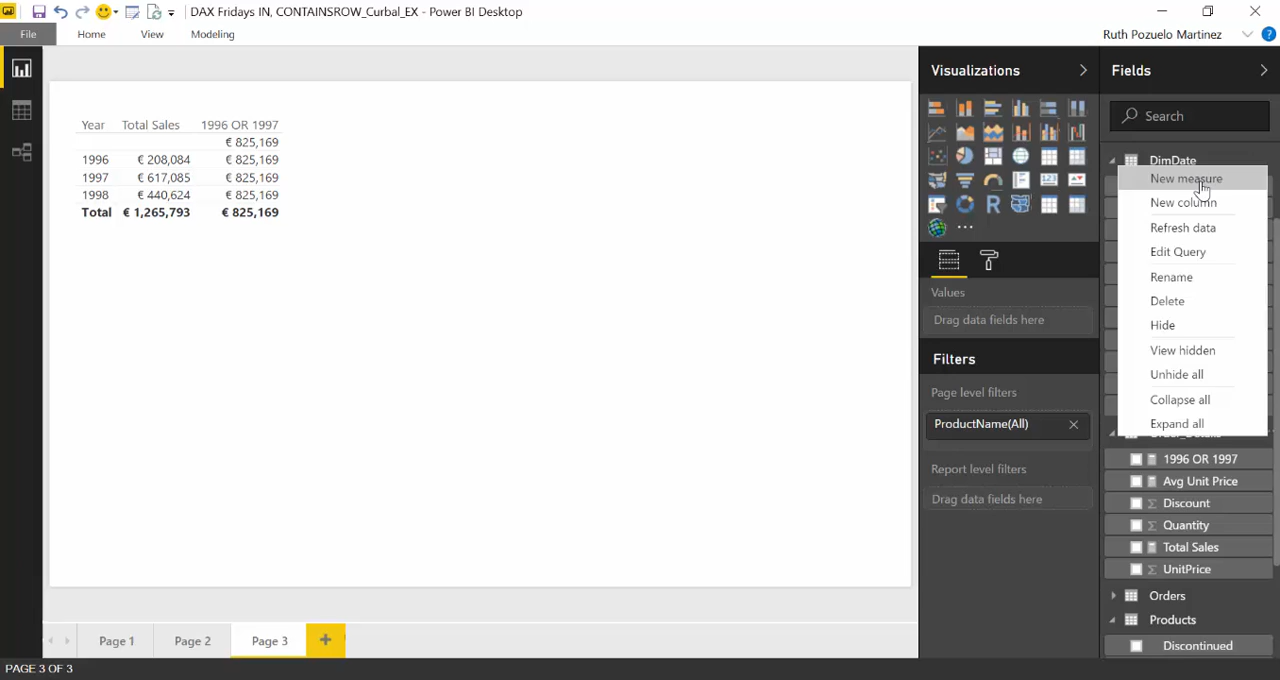 DAX Fridays IN, CONTAINSROW_Curbal_EX - Power BI Desktop
File Home View Modeling
Ruth Pozuelo Martinez ?
Year Total Sales 1996 OR 1997
€ 825,169
1996 € 208,084 € 825,169
1997 € 617,085 € 825,169
1998 € 440,624 € 825,169
Total € 1,265,793 € 825,169
Visualizations
R
123
Values
Drag data fields here
Filters
Page level filters
ProductName(All)
Report level filters
Drag data fields here
Fields
Search
DimDate
New measure
New column
Refresh data
Edit Query
Rename
Delete
Hide
View hidden
Unhide all
Collapse all
Expand all
1996 OR 1997
Avg Unit Price
Discount
Quantity
Total Sales
UnitPrice
Orders
Products
Discontinued
Page 1 Page 2 Page 3 +
PAGE 3 OF 3